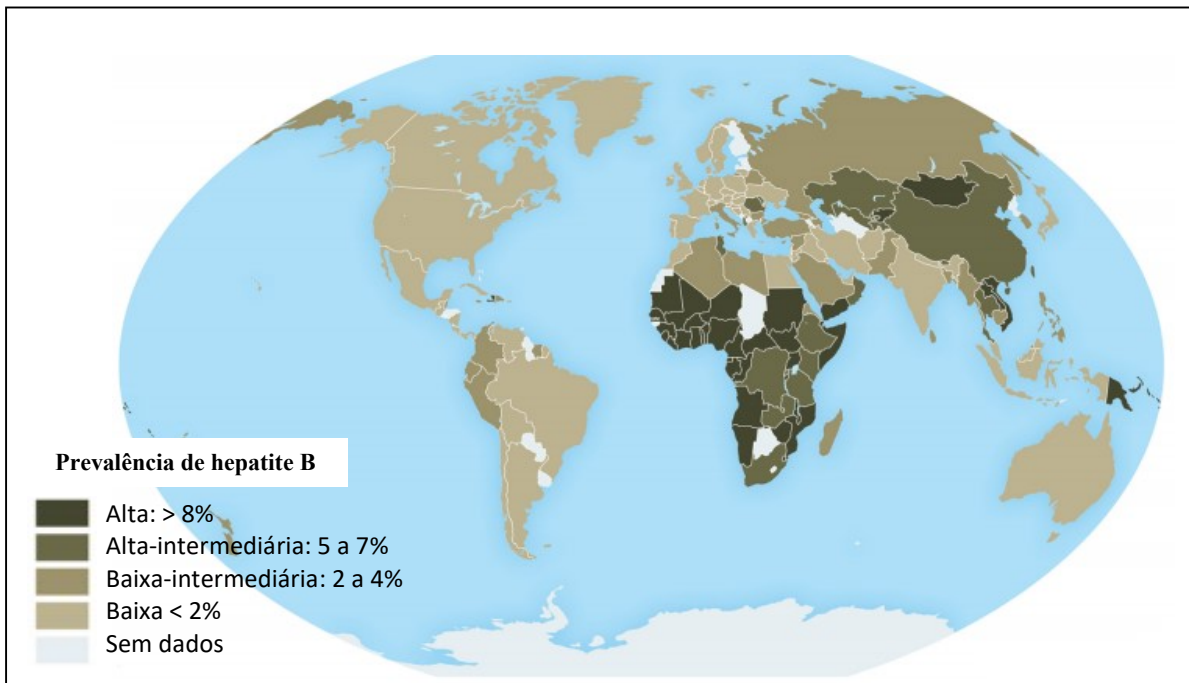 Prevalência de hepatite B
Alta: > 8%
Alta-intermediária: 5 a 7%
Baixa-intermediária: 2 a 4%
Baixa < 2%
Sem dados